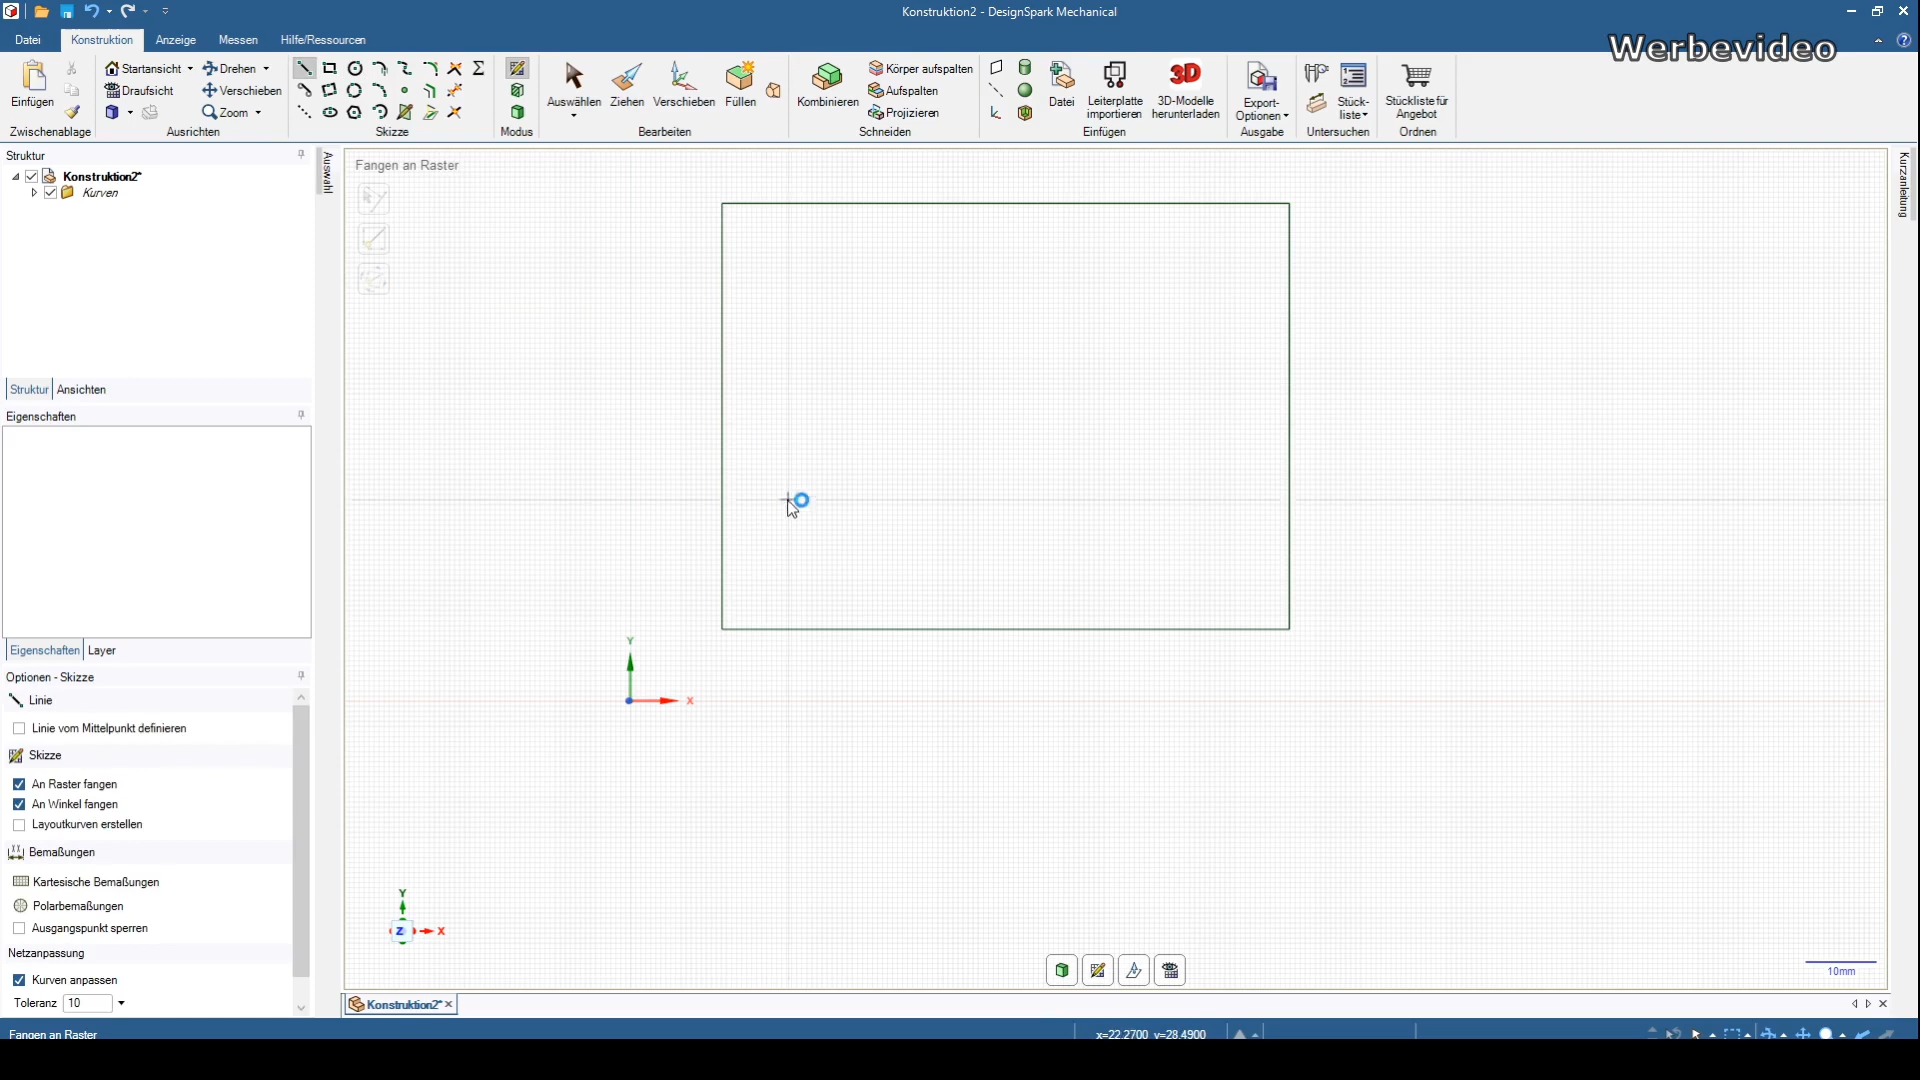 Konstruktion2 - DesignSpark Mechanical
Datei
Konstruktion
Anzeige
Messen
Hilfe/Ressourcen
Werbevideo
Einfügen
Zwischenablage
Startansicht
Drehen
Draufsicht
Verschieben
Zoom
Ausrichten
Skizze
Modus
Auswählen
Ziehen
Verschieben
Füllen
Bearbeiten
Kombinieren
Körper aufspalten
Aufspalten
Projizieren
Schneiden
Datei
Leiterplatte
importieren
3D
3D-Modelle
herunterladen
Einfügen
Export-
Optionen
Ausgabe
Stück-
liste
Untersuchen
Stückliste für
Angebot
Ordnen
Struktur
Konstruktion2*
Kurven
Struktur
Ansichten
Auswahl
Kurzanleitung
Fangen an Raster
Eigenschaften
Eigenschaften
Layer
Optionen - Skizze
Linie
Linie vom Mittelpunkt definieren
Skizze
An Raster fangen
An Winkel fangen
Layoutkurven erstellen
Bemaßungen
Kartesische Bemaßungen
Polarbemaßungen
Ausgangspunkt sperren
Netzanpassung
Kurven anpassen
Toleranz 10
Y
X
Y
Z
X
10mm
Konstruktion2*
Fangen an Raster
x=22.2700 y=28.4900